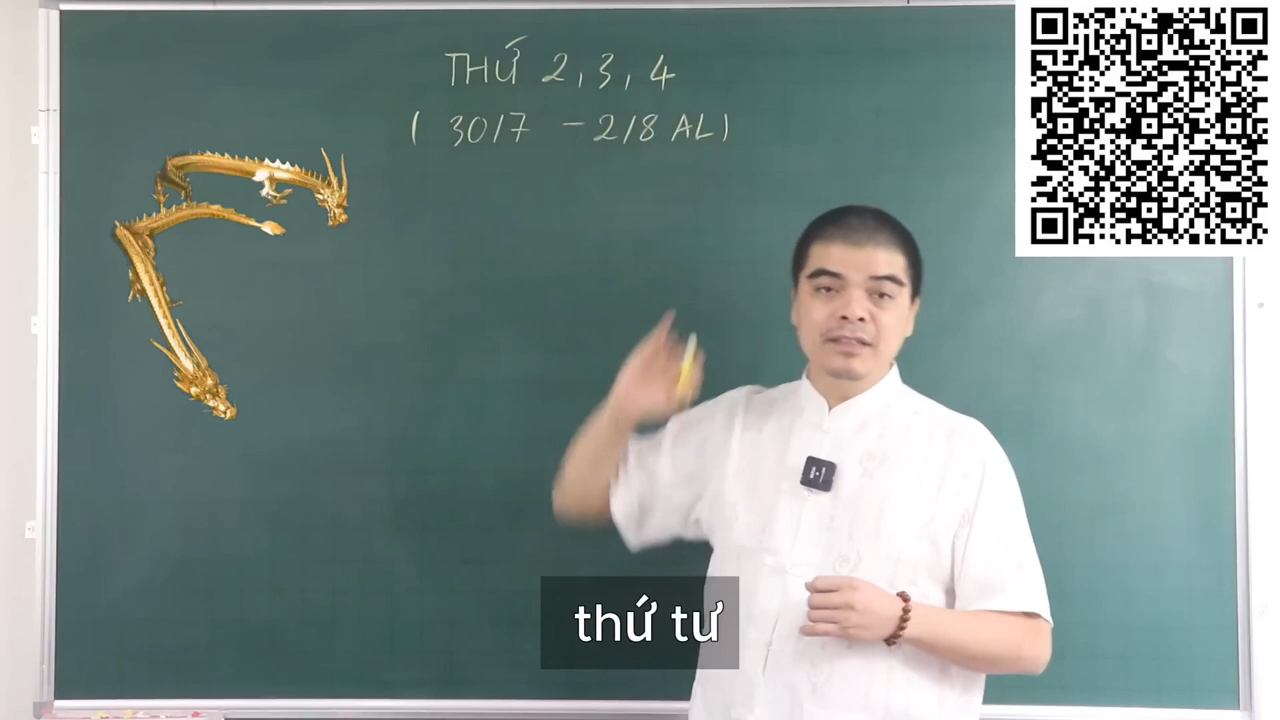 THỨ 2, 3, 4
( 30/7 - 2/8 AL)
thứ tư